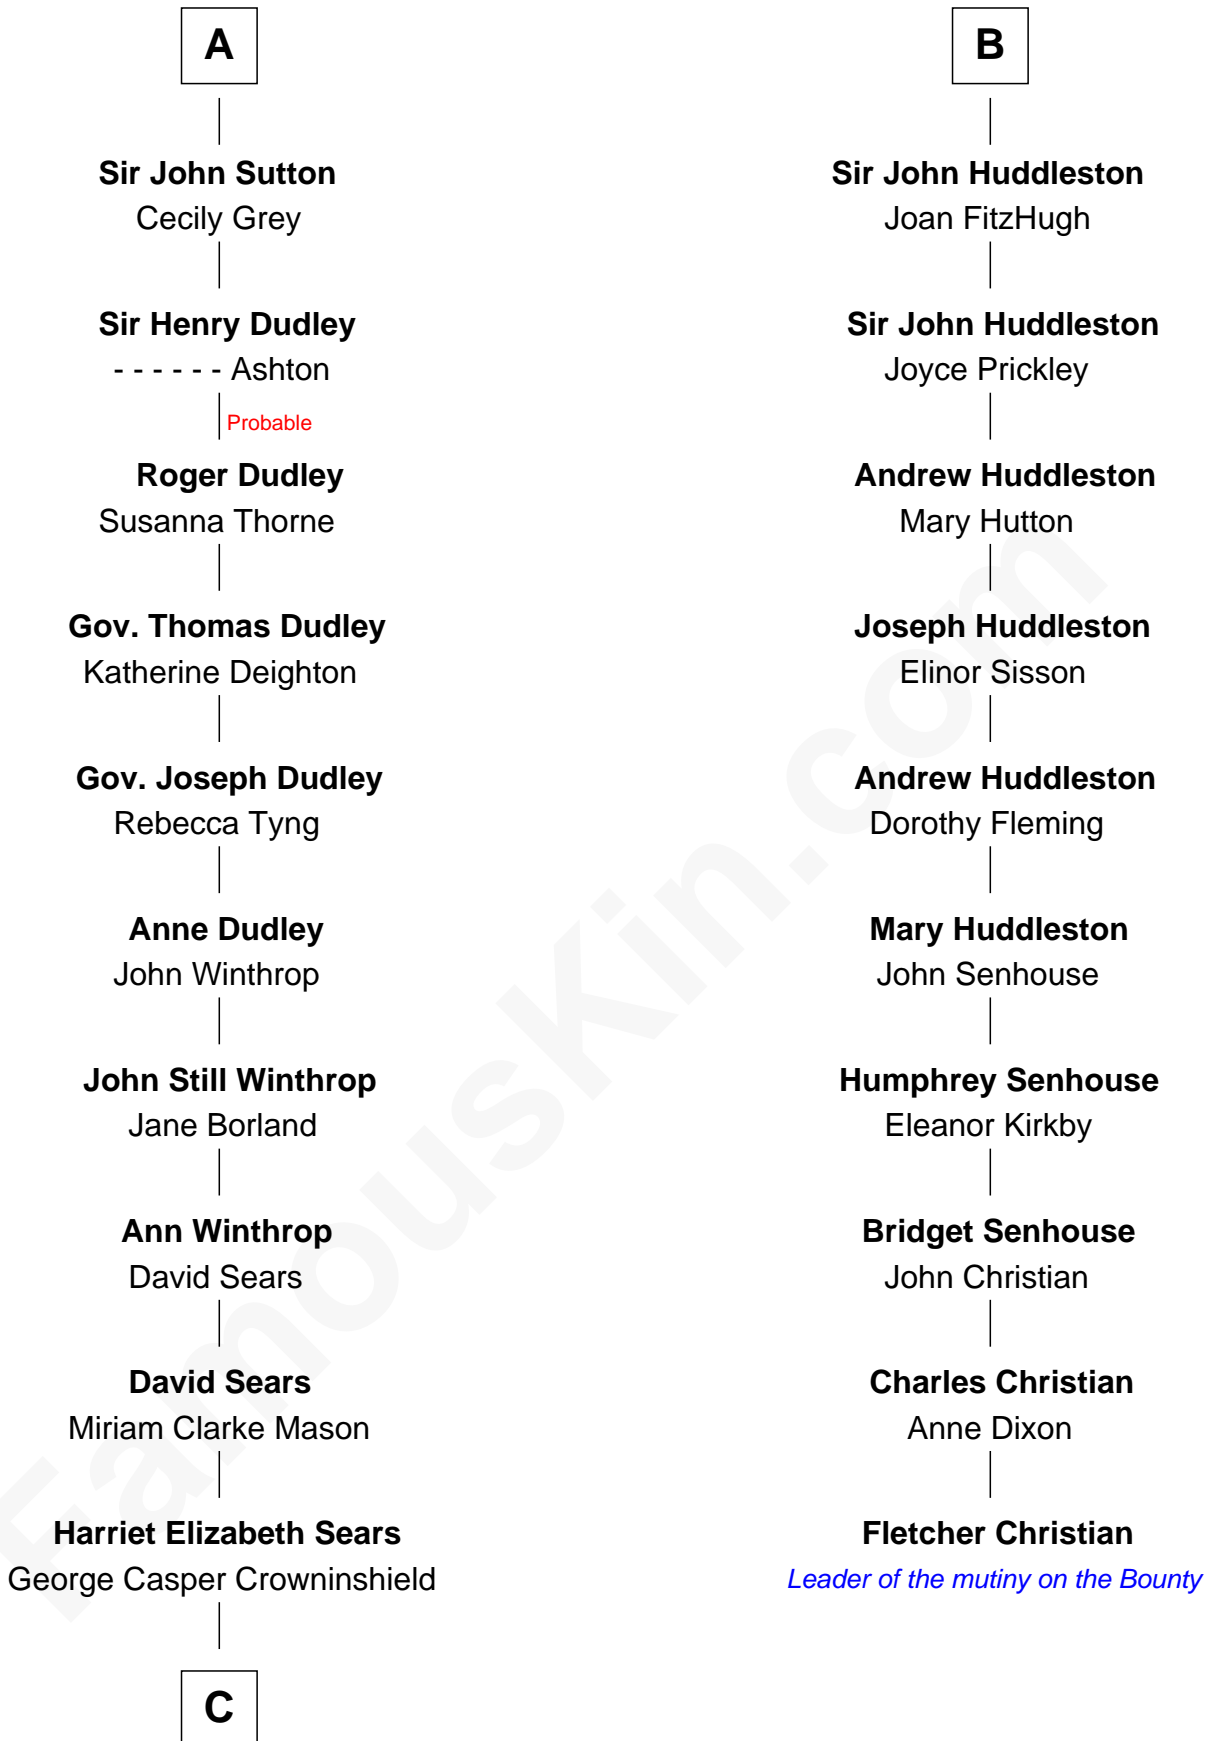 A
Sir John Sutton
Cecily Grey
Sir Henry Dudley
- - - - - - Ashton
Probable
Roger Dudley
Susanna Thorne
Gov. Thomas Dudley
Katherine Deighton
Gov. Joseph Dudley
Rebecca Tyng
Anne Dudley
John Winthrop
John Still Winthrop
Jane Borland
Ann Winthrop
David Sears
David Sears
Miriam Clarke Mason
Harriet Elizabeth Sears
George Casper Crowninshield
C
B
Sir John Huddleston
Joan FitzHugh
Sir John Huddleston
Joyce Prickley
Andrew Huddleston
Mary Hutton
Joseph Huddleston
Elinor Sisson
Andrew Huddleston
Dorothy Fleming
Mary Huddleston
John Senhouse
Humphrey Senhouse
Eleanor Kirkby
Bridget Senhouse
John Christian
Charles Christian
Anne Dixon
Fletcher Christian
Leader of the mutiny on the Bounty
FamousKin.com